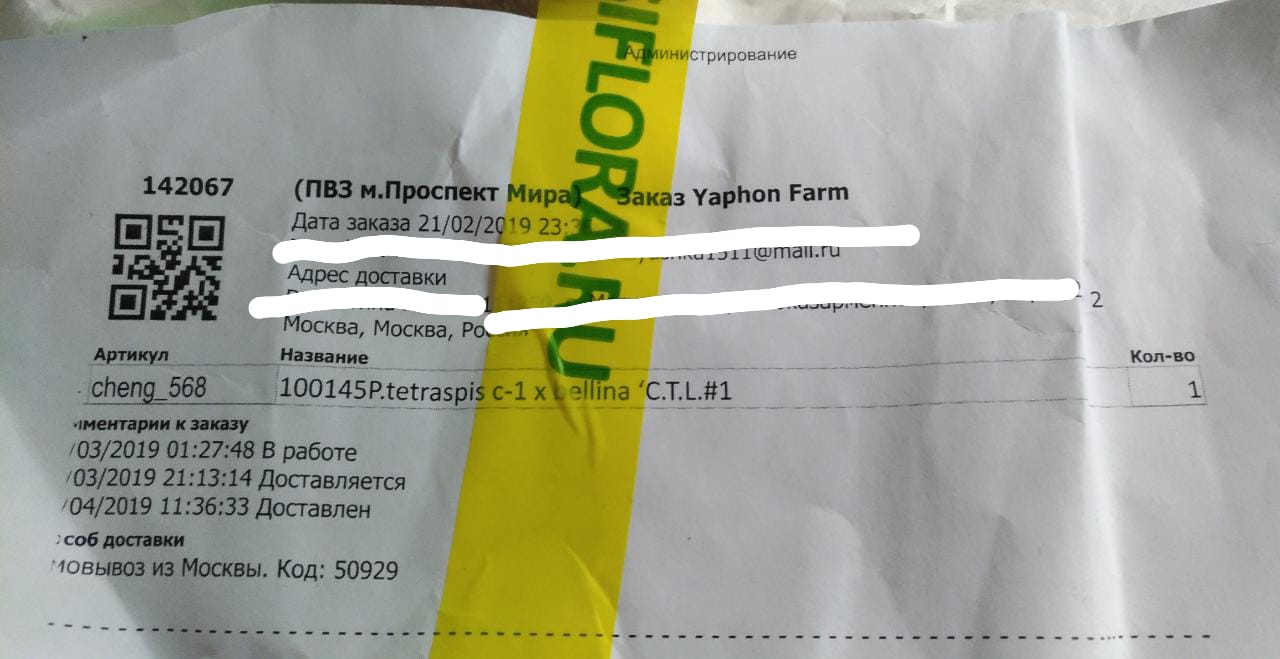 Администрирование
SIFLORA.RU
142067 (ПВЗ м.Проспект Мира) Заказ Yaphon Farm
Дата заказа 21/02/2019 23:3
@mail.ru
Адрес доставки
2
Москва, Москва, Россия
Артикул Название Кол-во
cheng_568 100145P.tetraspis c-1 x bellina ‘C.T.L.#1 1
ментарии к заказу
/03/2019 01:27:48 В работе
/03/2019 21:13:14 Доставляется
/04/2019 11:36:33 Доставлен
соб доставки
мовывоз из Москвы. Код: 50929